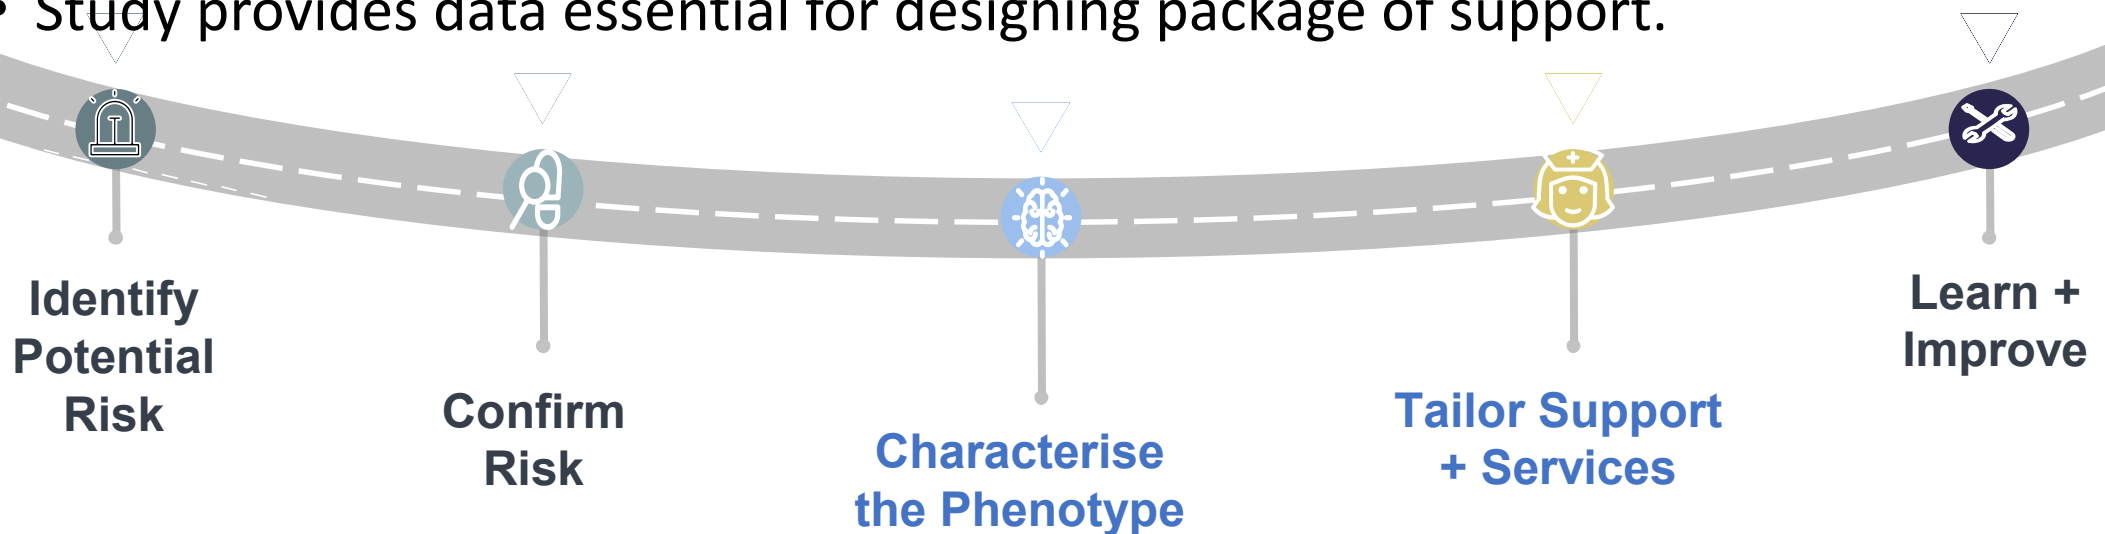 • Study provides data essential for designing package of support.
Identify
Potential
Risk
Confirm
Risk
Characterise
the Phenotype
Tailor Support
+ Services
Learn +
Improve